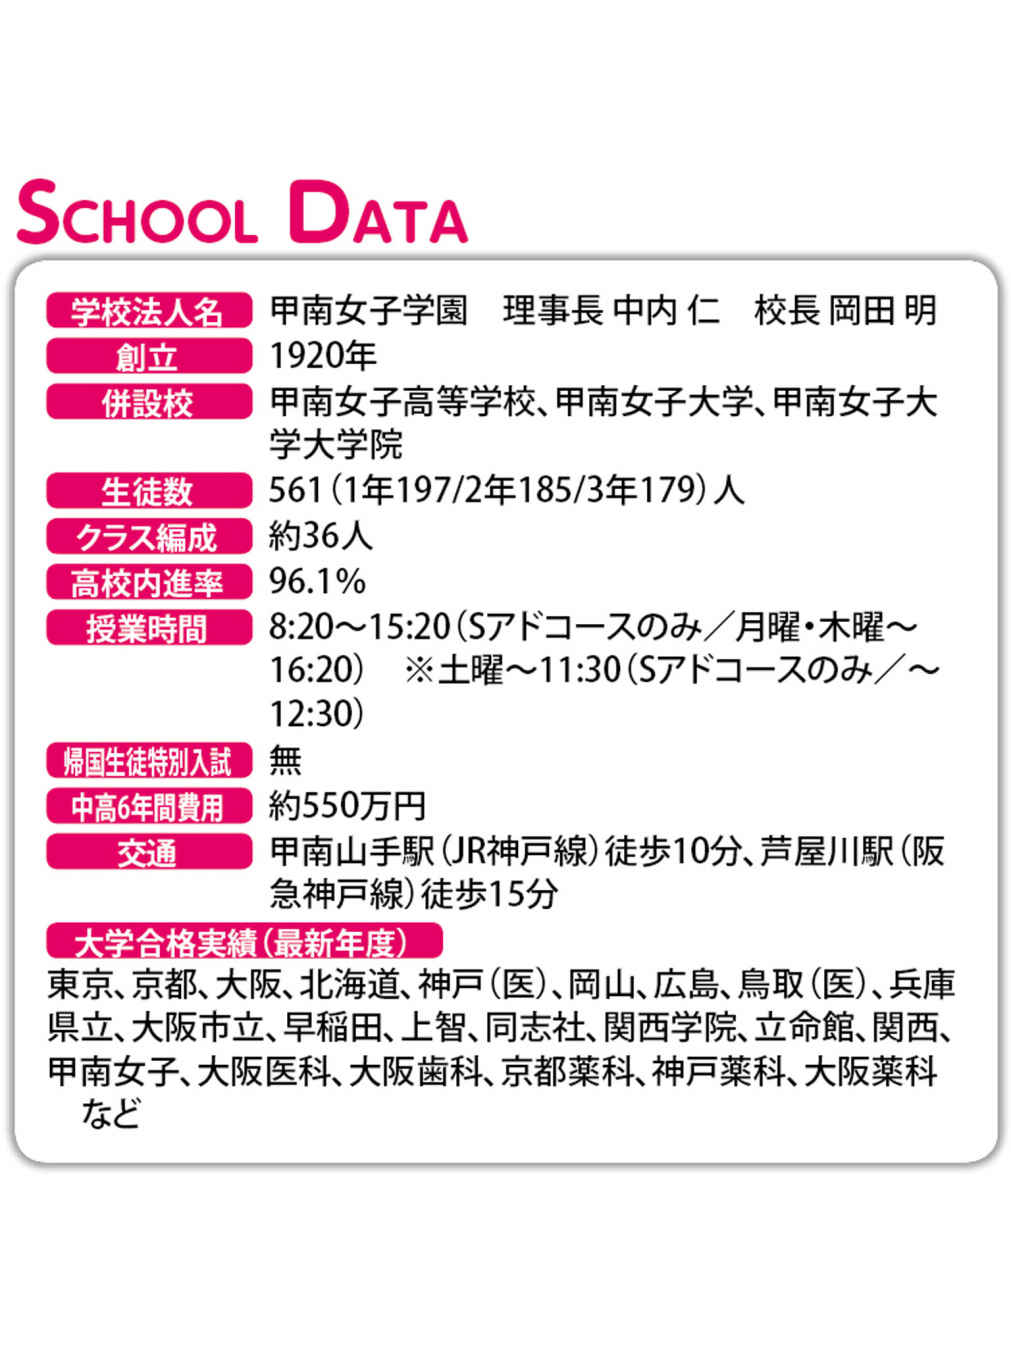 SCHOOL DATA
学校法人名 甲南女子学園　理事長 中内 仁　校長 岡田 明
創立 1920年
併設校 甲南女子高等学校、甲南女子大学、甲南女子大
学大学院
生徒数 561（1年197/2年185/3年179）人
クラス編成 約36人
高校内進率 96.1%
授業時間 8:20～15:20（Sアドコースのみ／月曜・木曜～
16:20）　※土曜～11:30（Sアドコースのみ／～
12:30）
帰国生徒特別入試 無
中高6年間費用 約550万円
交通 甲南山手駅（JR神戸線）徒歩10分、芦屋川駅（阪
急神戸線）徒歩15分
大学合格実績（最新年度）
東京、京都、大阪、北海道、神戸（医）、岡山、広島、鳥取（医）、兵庫
県立、大阪市立、早稲田、上智、同志社、関西学院、立命館、関西、
甲南女子、大阪医科、大阪歯科、京都薬科、神戸薬科、大阪薬科
など